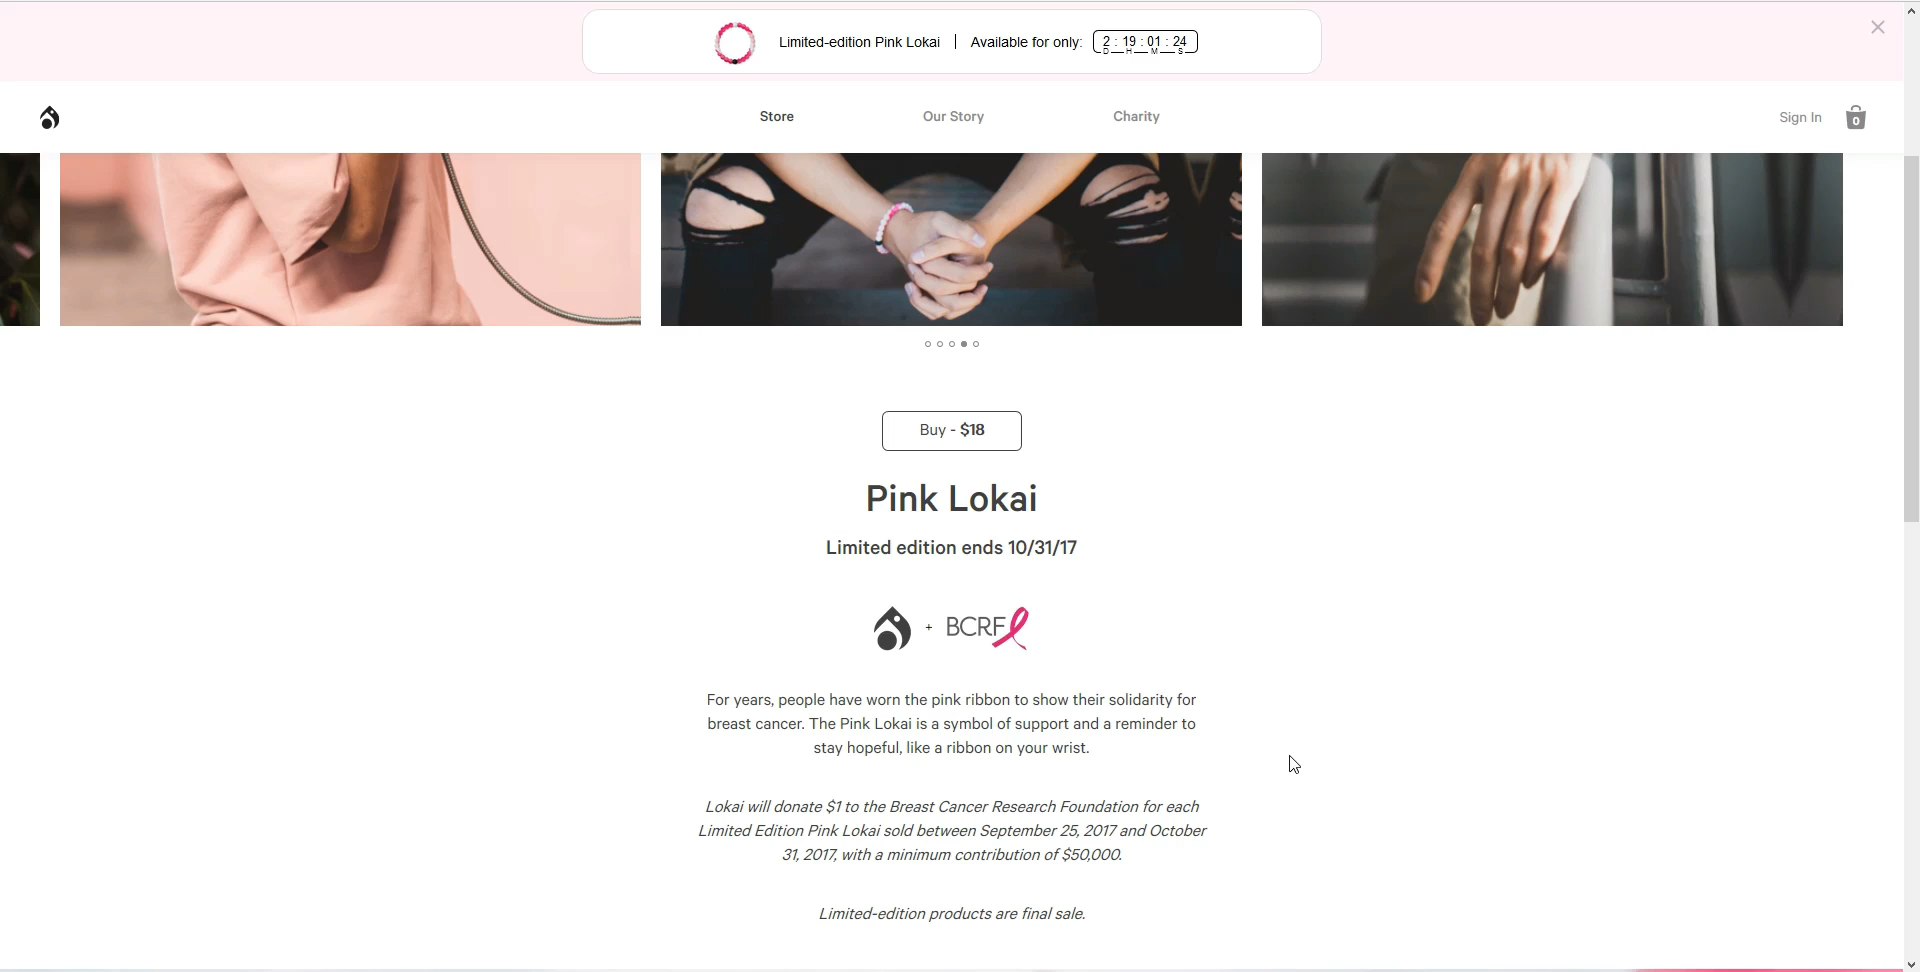 Limited-edition Pink Lokai | Available for only: 2 : 19 : 01 : 24
D H M S
Store Our Story Charity Sign In 0
Buy - $18
Pink Lokai
Limited edition ends 10/31/17
+ BCRF
For years, people have worn the pink ribbon to show their solidarity for
breast cancer. The Pink Lokai is a symbol of support and a reminder to
stay hopeful, like a ribbon on your wrist.
Lokai will donate $1 to the Breast Cancer Research Foundation for each
Limited Edition Pink Lokai sold between September 25, 2017 and October
31, 2017, with a minimum contribution of $50,000.
Limited-edition products are final sale.